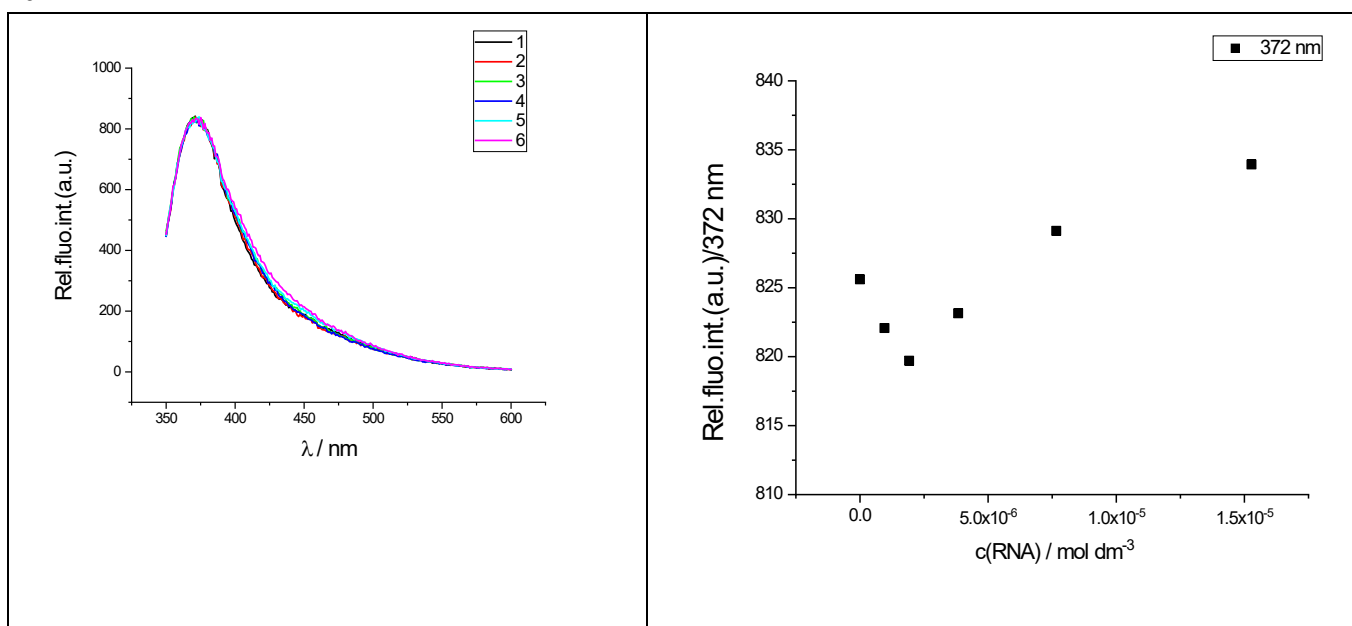 1
2
3
4
5
6
1000
800
600
400
200
0
Rel.fluo.int.(a.u.)
350 400 450 500 550 600
λ / nm
372 nm
840
835
830
825
820
815
810
Rel.fluo.int.(a.u.)/372 nm
0.0 5.0x10⁻⁶ 1.0x10⁻⁵ 1.5x10⁻⁵
c(RNA) / mol dm⁻³